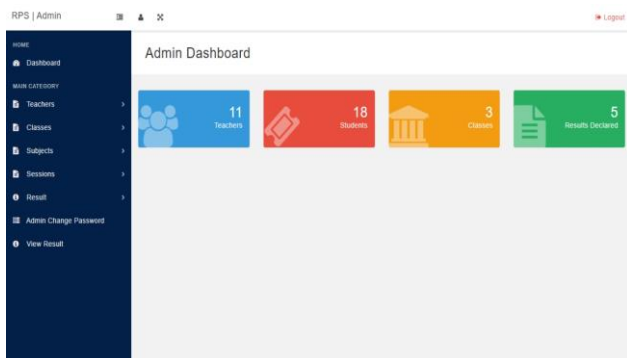 RPS | Admin
Logout
HOME
Dashboard
MAIN CATEGORY
Teachers
Classes
Subjects
Sessions
Result
Admin Change Password
View Result
Admin Dashboard
11
Teachers
18
Students
3
Classes
5
Results Declared